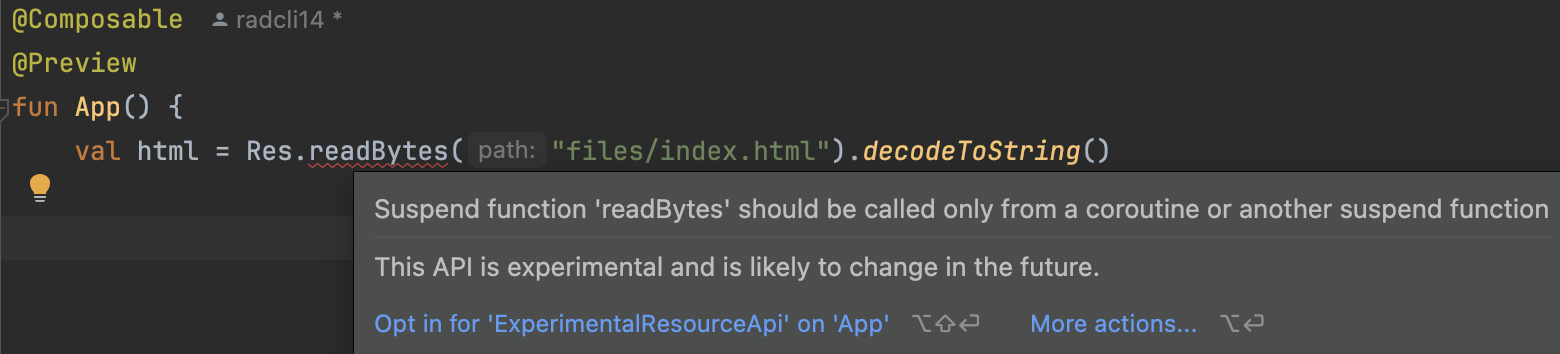 @Composable radcli14 *
@Preview
fun App() {
val html = Res.readBytes( path: "files/index.html").decodeToString()
Suspend function 'readBytes' should be called only from a coroutine or another suspend function
This API is experimental and is likely to change in the future.
Opt in for 'ExperimentalResourceApi' on 'App' ⌥⇧⏎ More actions... ⌥⏎